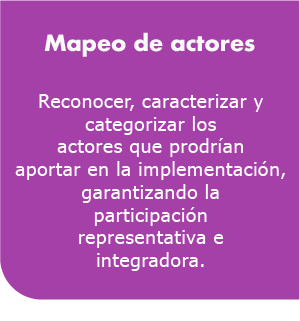 Mapeo de actores
Reconocer, caracterizar y
categorizar los
actores que prodrían
aportar en la implementación,
garantizando la
participación
representativa e
integradora.